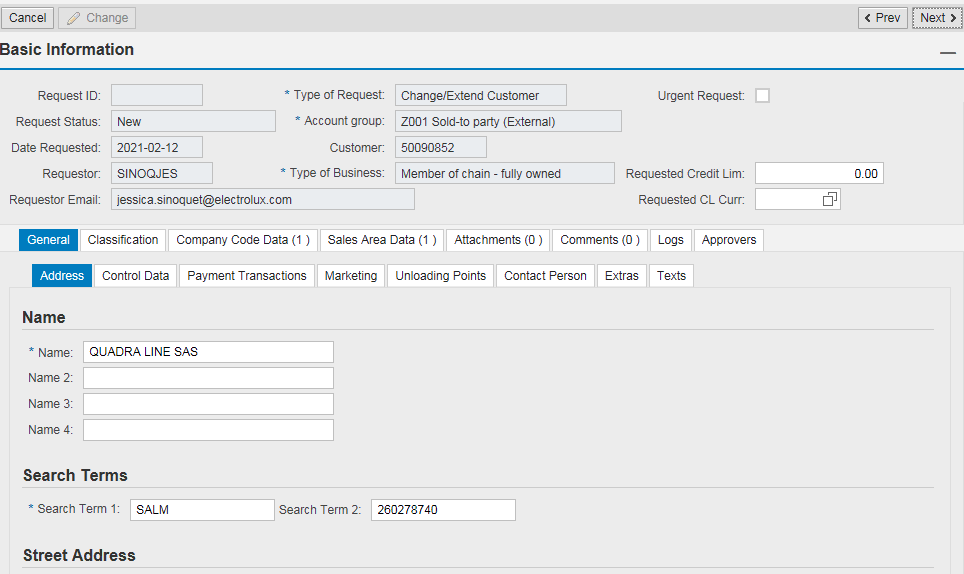 Cancel Change Prev Next
Basic Information
Request ID: * Type of Request: Change/Extend Customer Urgent Request:
Request Status: New * Account group: Z001 Sold-to party (External)
Date Requested: 2021-02-12 Customer: 50090852
Requestor: SINOQJES * Type of Business: Member of chain - fully owned Requested Credit Lim: 0.00
Requestor Email: jessica.sinoquet@electrolux.com Requested CL Curr:
General Classification Company Code Data (1 ) Sales Area Data (1 ) Attachments (0 ) Comments (0 ) Logs Approvers
Address Control Data Payment Transactions Marketing Unloading Points Contact Person Extras Texts
Name
* Name: QUADRA LINE SAS
Name 2:
Name 3:
Name 4:
Search Terms
* Search Term 1: SALM Search Term 2: 260278740
Street Address